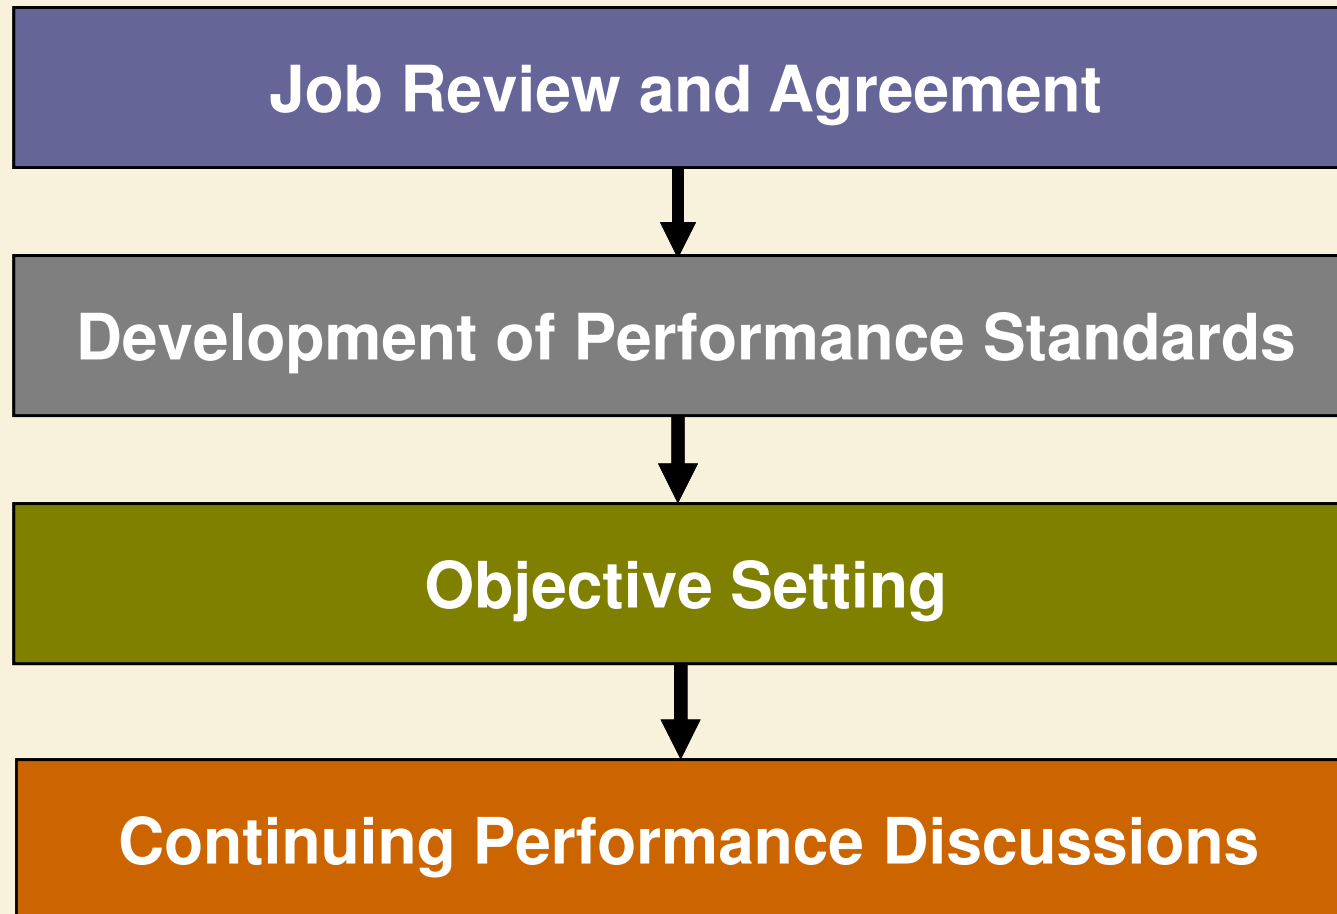 Job Review and Agreement
Development of Performance Standards
Objective Setting
Continuing Performance Discussions